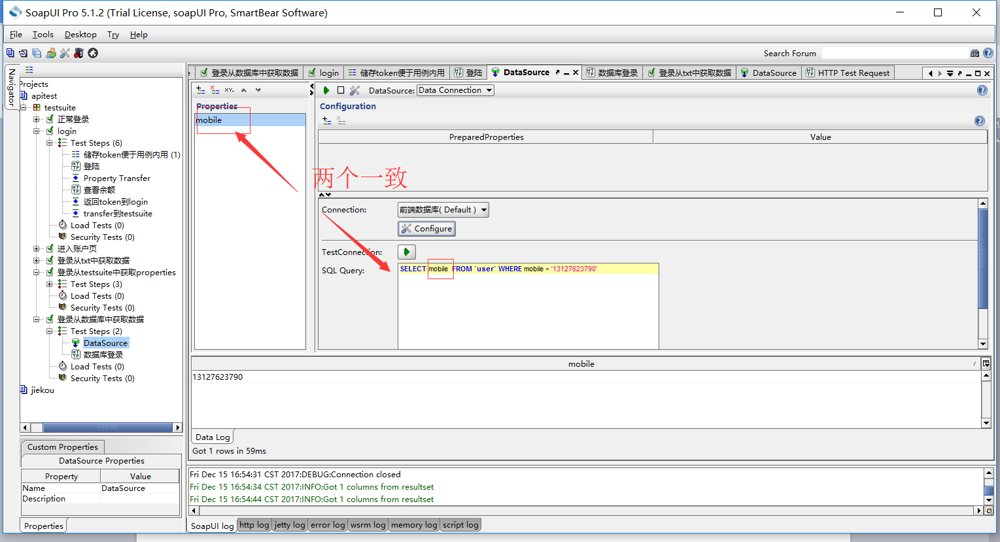 SoapUI Pro 5.1.2 (Trial License, soapUI Pro, SmartBear Software)
File Tools Desktop Try Help
Search Forum
Navigator
Projects
apitest
testsuite
正常登录
login
Test Steps (6)
储存token便于用例内用 (1)
登陆
Property Transfer
查看余额
返回token到login
transfer到testsuite
Load Tests (0)
Security Tests (0)
进入账户页
登录从txt中获取数据
登录从testsuite中获取properties
Test Steps (3)
Load Tests (0)
Security Tests (0)
登录从数据库中获取数据
Test Steps (2)
DataSource
数据库登录
Load Tests (0)
Security Tests (0)
jiekou
Custom Properties
DataSource Properties
Property Value
Name DataSource
Description
Properties
e 登录从数据库中获取数据 login 储存token便于用例内用 登陆 DataSource 数据库登录 登录从txt中获取数据 DataSource HTTP Test Request
XY-
DataSource: Data Connection
Properties
mobile
Configuration
PreparedProperties Value
两个一致
Connection: 前端数据库( Default )
Configure
TestConnection:
SQL Query: SELECT mobile FROM `user` WHERE mobile = '13127623790'
mobile
13127623790
Data Log
Got 1 rows in 59ms
Fri Dec 15 16:54:31 CST 2017:DEBUG:Connection closed
Fri Dec 15 16:54:34 CST 2017:INFO:Got 1 columns from resultset
Fri Dec 15 16:54:44 CST 2017:INFO:Got 1 columns from resultset
SoapUI log http log jetty log error log wsrm log memory log script log